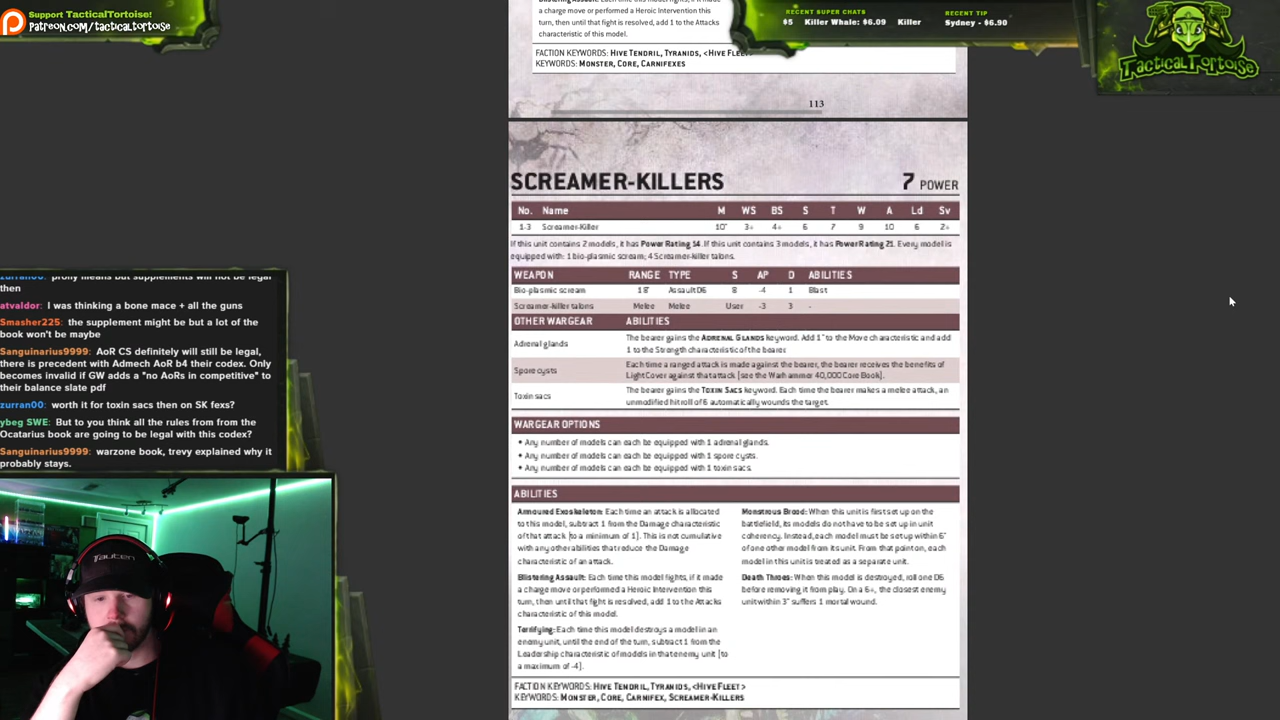 Support TacticalTortoise!
patreon.com/tacticaltortoise
a charge move or performed a Heroic Intervention this
turn, then until that fight is resolved, add 1 to the Attacks
characteristic of this model.
FACTION KEYWORDS: HIVE TENDRIL, TYRANIDS, <HIVE FLEET>
KEYWORDS: MONSTER, CORE, CARNIFEXES
113
RECENT SUPER CHATS
$5 Killer Whale: $6.09 Killer
RECENT TIP
Sydney - $6.90
TACTICALTORTOISE
SCREAMER-KILLERS
7 POWER
No. Name M WS BS S T W A Ld Sv
1-3 Screamer-Killer 10" 3+ 4+ 6 7 9 10 6 2+
If this unit contains 2 models, it has Power Rating 14. If this unit contains 3 models, it has Power Rating 21. Every model is
equipped with: 1 bio-plasmic scream; 4 Screamer-killer talons.
WEAPON RANGE TYPE S AP D ABILITIES
Bio-plasmic scream 18" Assault D6 8 -4 1 Blast
Screamer-killer talons Melee Melee User -3 3 -
OTHER WARGEAR ABILITIES
Adrenal glands
The bearer gains the ADRENAL GLANDS keyword. Add 1" to the Move characteristic and add
1 to the Strength characteristic of the bearer.
Spore cysts
Each time a ranged attack is made against the bearer, the bearer receives the benefits of
Light Cover against that attack (see the Warhammer 40,000 Core Book).
Toxin sacs
The bearer gains the TOXIN SACS keyword. Each time the bearer makes a melee attack, an
unmodified hit roll of 6 automatically wounds the target.
WARGEAR OPTIONS
• Any number of models can each be equipped with 1 adrenal glands.
• Any number of models can each be equipped with 1 spore cysts.
• Any number of models can each be equipped with 1 toxin sacs.
ABILITIES
Armoured Exoskeleton: Each time an attack is allocated
to this model, subtract 1 from the Damage characteristic
of that attack (to a minimum of 1). This is not cumulative
with any other abilities that reduce the Damage
characteristic of an attack.
Blistering Assault: Each time this model fights, if it made
a charge move or performed a Heroic Intervention this
turn, then until that fight is resolved, add 1 to the Attacks
characteristic of this model.
Terrifying: Each time this model destroys a model in an
enemy unit, until the end of the turn, subtract 1 from the
Leadership characteristic of models in that enemy unit (to
a maximum of -4).
Monstrous Brood: When this unit is first set up on the
battlefield, its models do not have to be set up in unit
coherency. Instead, each model must be set up within 6"
of one other model from its unit. From that point on, each
model in this unit is treated as a separate unit.
Death Throes: When this model is destroyed, roll one D6
before removing it from play. On a 6+, the closest enemy
unit within 3" suffers 1 mortal wound.
FACTION KEYWORDS: HIVE TENDRIL, TYRANIDS, <HIVE FLEET>
KEYWORDS: MONSTER, CORE, CARNIFEX, SCREAMER-KILLERS
zurran00: prolly means but supplements will not be legal
then
atvaldor: I was thinking a bone mace + all the guns
Smasher225: the supplement might be but a lot of the
book won't be maybe
Sanguinarius9999: AoR CS definitely will still be legal,
there is precedent with Admech AoR b4 their codex. Only
becomes invalid if GW adds a "no AoRs in competitive" to
their balance slate pdf
zurran00: worth it for toxin sacs then on SK fexs?
ybeg SWE: But to you think all the rules from from the
Ocatarius book are going to be legal with this codex?
Sanguinarius9999: warzone book, trevy explained why it
probably stays.